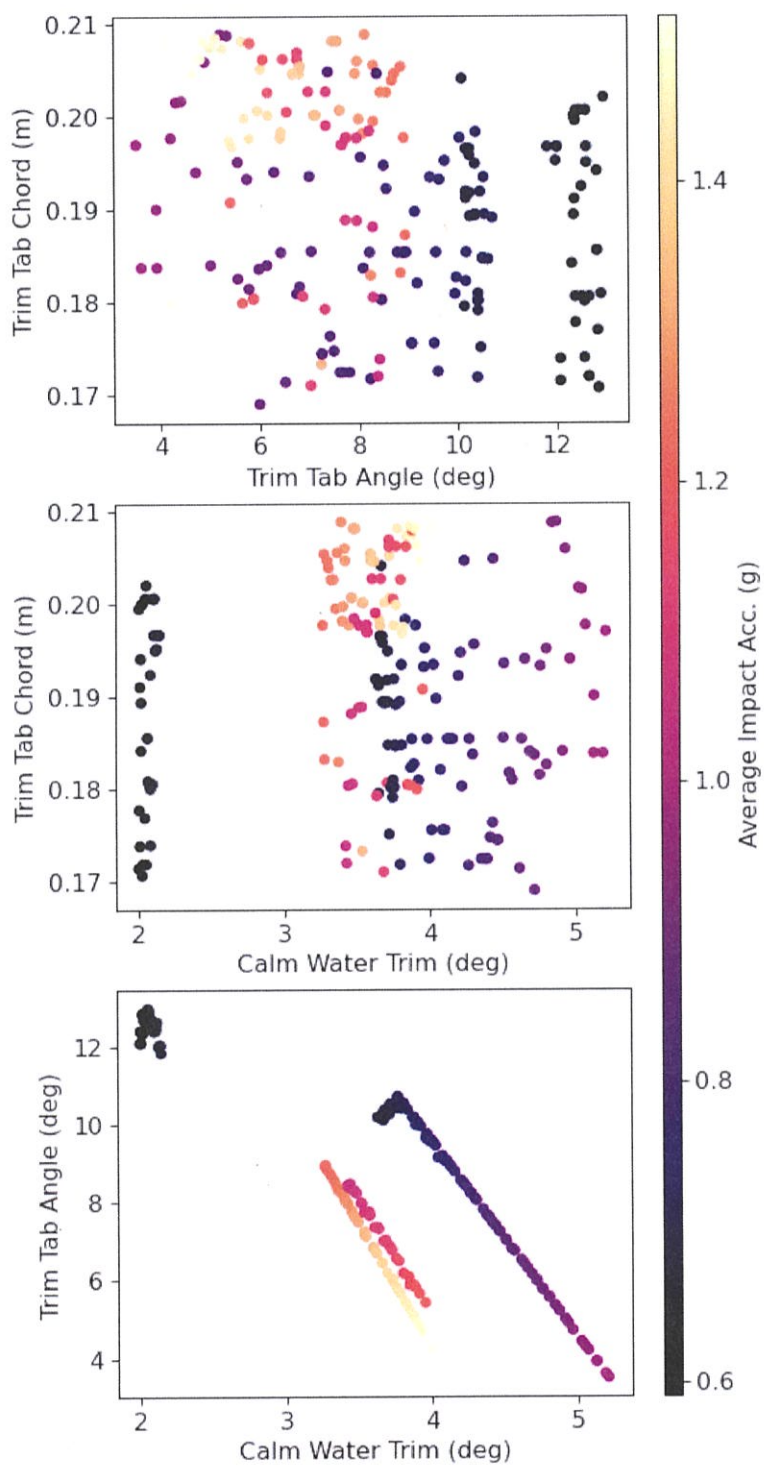 0.21
0.20
0.19
0.18
0.17
Trim Tab Chord (m)
4 6 8 10 12
Trim Tab Angle (deg)
0.21
0.20
0.19
0.18
0.17
Trim Tab Chord (m)
2 3 4 5
Calm Water Trim (deg)
12
10
8
6
4
Trim Tab Angle (deg)
2 3 4 5
Calm Water Trim (deg)
1.4
1.2
1.0
0.8
0.6
Average Impact Acc. (g)